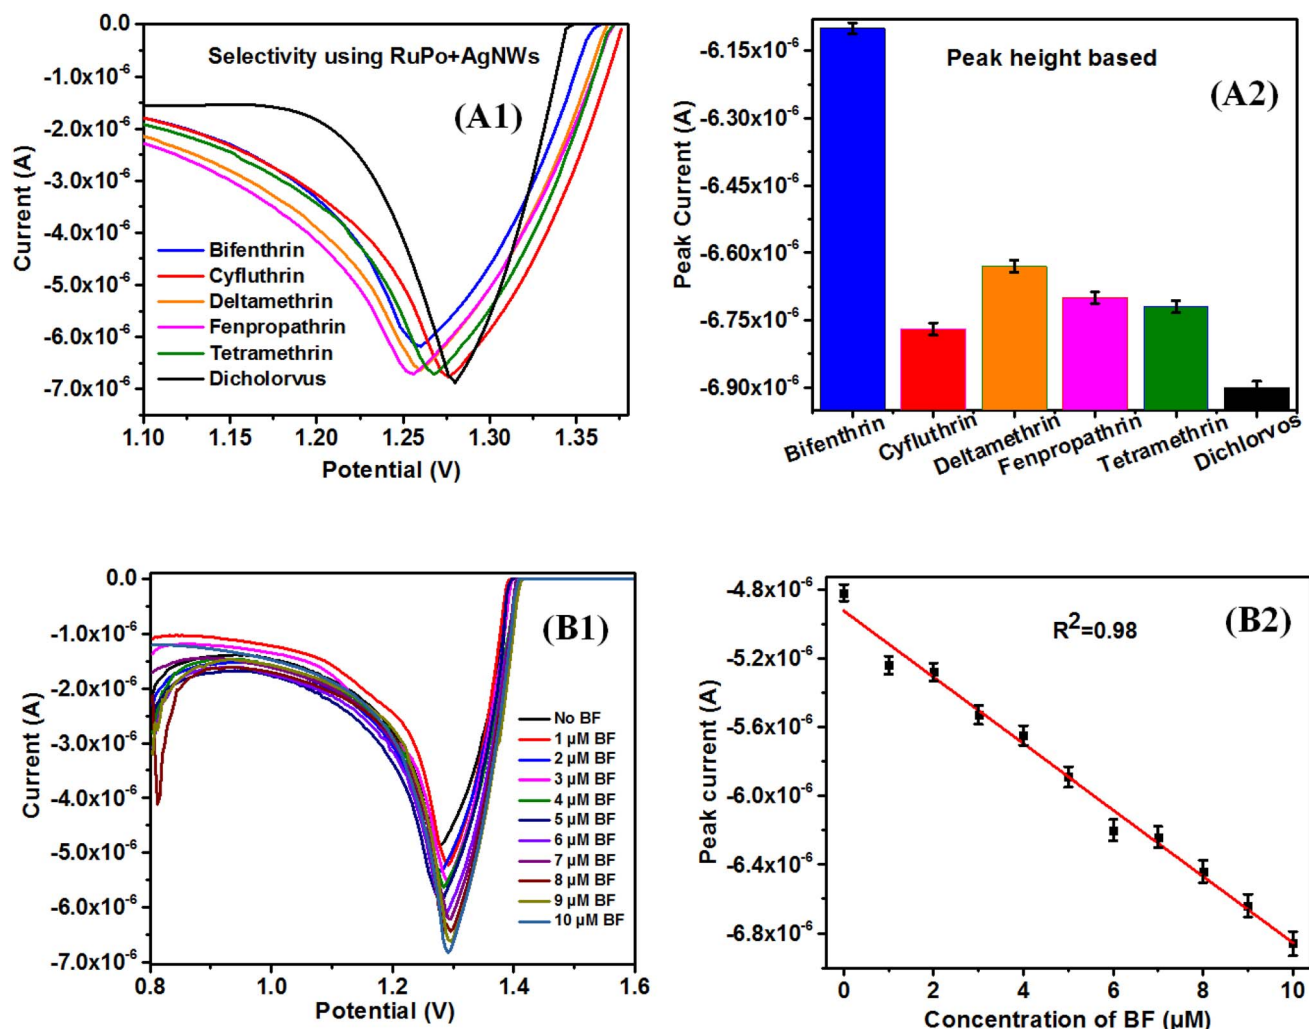 Selectivity using RuPo+AgNWs
(A1)
0.0
-1.0x10⁻⁶
-2.0x10⁻⁶
-3.0x10⁻⁶
-4.0x10⁻⁶
-5.0x10⁻⁶
-6.0x10⁻⁶
-7.0x10⁻⁶
Current (A)
Bifenthrin
Cyfluthrin
Deltamethrin
Fenpropathrin
Tetramethrin
Dicholorvus
1.10 1.15 1.20 1.25 1.30 1.35
Potential (V)
Peak height based
(A2)
-6.15x10⁻⁶
-6.30x10⁻⁶
-6.45x10⁻⁶
-6.60x10⁻⁶
-6.75x10⁻⁶
-6.90x10⁻⁶
Peak Current (A)
Bifenthrin
Cyfluthrin
Deltamethrin
Fenpropathrin
Tetramethrin
Dichlorvos
(B1)
0.0
-1.0x10⁻⁶
-2.0x10⁻⁶
-3.0x10⁻⁶
-4.0x10⁻⁶
-5.0x10⁻⁶
-6.0x10⁻⁶
-7.0x10⁻⁶
Current (A)
No BF
1 µM BF
2 µM BF
3 µM BF
4 µM BF
5 µM BF
6 µM BF
7 µM BF
8 µM BF
9 µM BF
10 µM BF
0.8 1.0 1.2 1.4 1.6
Potential (V)
R²=0.98
(B2)
-4.8x10⁻⁶
-5.2x10⁻⁶
-5.6x10⁻⁶
-6.0x10⁻⁶
-6.4x10⁻⁶
-6.8x10⁻⁶
Peak current (A)
0 2 4 6 8 10
Concentration of BF (µM)